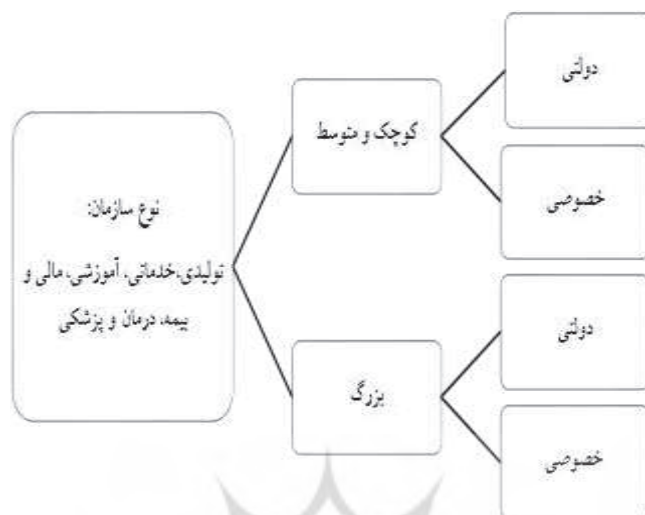 نوع سازمان:
تولیدی،خدماتی، آموزشی، مالی و
بیمه، درمان و پزشکی
کوچک و متوسط
دولتی
خصوصی
بزرگ
دولتی
خصوصی